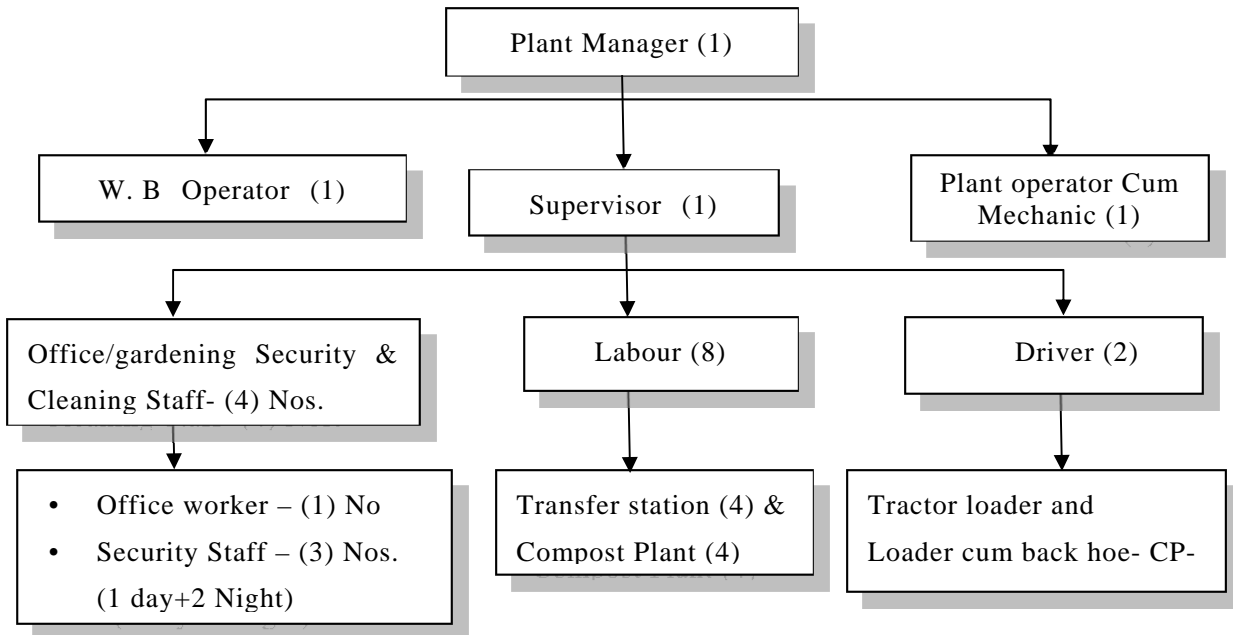 Plant Manager (1)
W. B Operator (1)
Supervisor (1)
Plant operator Cum
Mechanic (1)
Office/gardening Security &
Cleaning Staff- (4) Nos.
Labour (8)
Driver (2)
• Office worker – (1) No
• Security Staff – (3) Nos.
(1 day+2 Night)
Transfer station (4) &
Compost Plant (4)
Tractor loader and
Loader cum back hoe- CP-